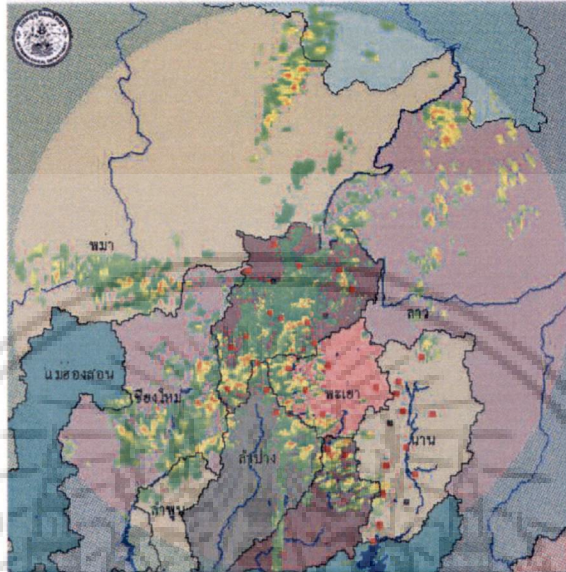 พม่า
ลาว
แม่ฮ่องสอน
เชียงใหม่
พะเยา
น่าน
ลำปาง
ลำพูน